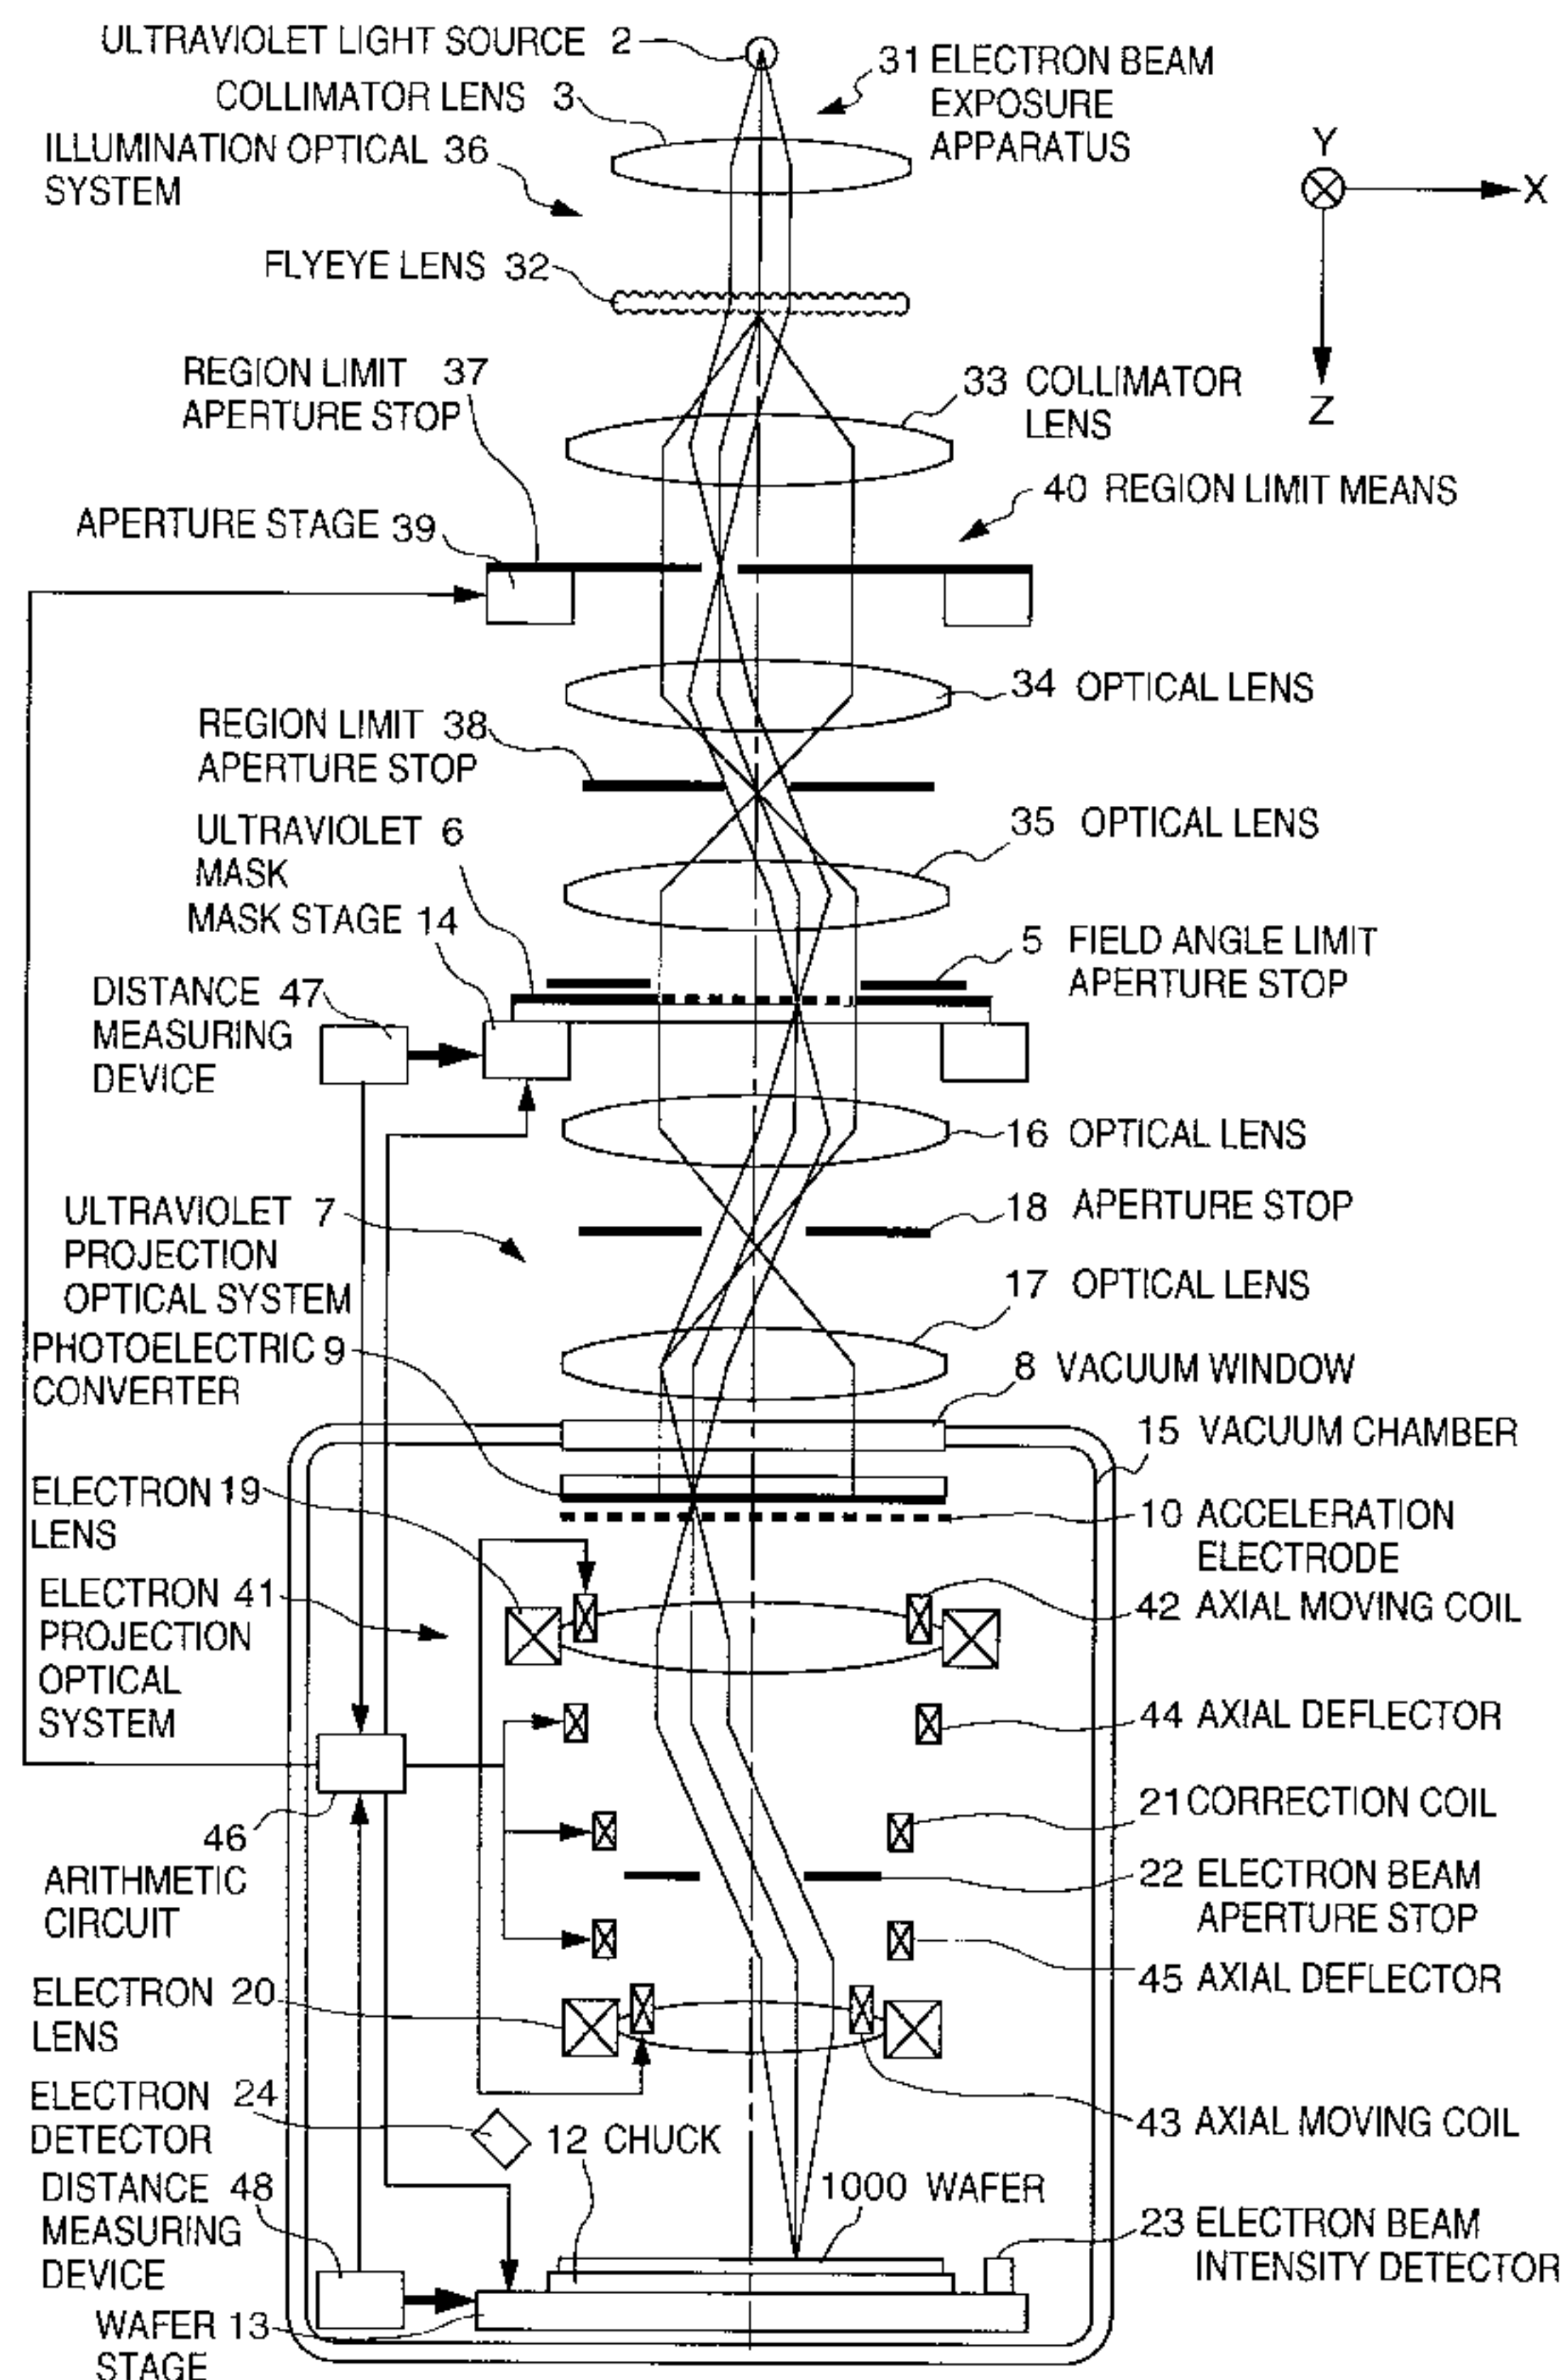 ULTRAVIOLET LIGHT SOURCE 2
31 ELECTRON BEAM
EXPOSURE
APPARATUS
COLLIMATOR LENS 3
ILLUMINATION OPTICAL 36
SYSTEM
Y
X
Z
FLYEYE LENS 32
REGION LIMIT 37
APERTURE STOP
33 COLLIMATOR
LENS
40 REGION LIMIT MEANS
APERTURE STAGE 39
34 OPTICAL LENS
REGION LIMIT 38
APERTURE STOP
35 OPTICAL LENS
ULTRAVIOLET 6
MASK
MASK STAGE 14
5 FIELD ANGLE LIMIT
APERTURE STOP
DISTANCE 47
MEASURING
DEVICE
16 OPTICAL LENS
18 APERTURE STOP
ULTRAVIOLET 7
PROJECTION
OPTICAL SYSTEM
17 OPTICAL LENS
PHOTOELECTRIC 9
CONVERTER
8 VACUUM WINDOW
15 VACUUM CHAMBER
ELECTRON 19
LENS
10 ACCELERATION
ELECTRODE
ELECTRON 41
PROJECTION
OPTICAL
SYSTEM
42 AXIAL MOVING COIL
44 AXIAL DEFLECTOR
21 CORRECTION COIL
46
ARITHMETIC
CIRCUIT
22 ELECTRON BEAM
APERTURE STOP
45 AXIAL DEFLECTOR
ELECTRON 20
LENS
ELECTRON 24
DETECTOR
43 AXIAL MOVING COIL
12 CHUCK
DISTANCE 48
MEASURING
DEVICE
1000 WAFER
23 ELECTRON BEAM
INTENSITY DETECTOR
WAFER 13
STAGE